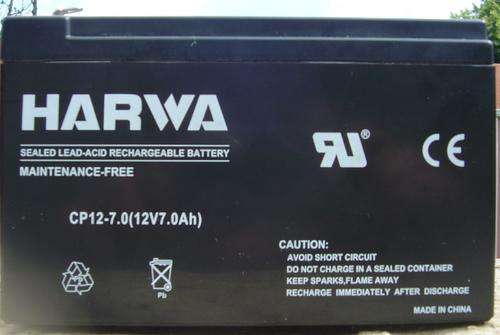 HARWA
SEALED LEAD-ACID RECHARGEABLE BATTERY
MAINTENANCE-FREE
CP12-7.0(12V7.0Ah)
RU®
CE
CAUTION:
AVOID SHORT CIRCUIT
DO NOT CHARGE IN A SEALED CONTAINER
KEEP SPARKS,FLAME AWAY
RECHARGE IMMEDIATELY AFTER DISCHARGE
MADE IN CHINA
Pb